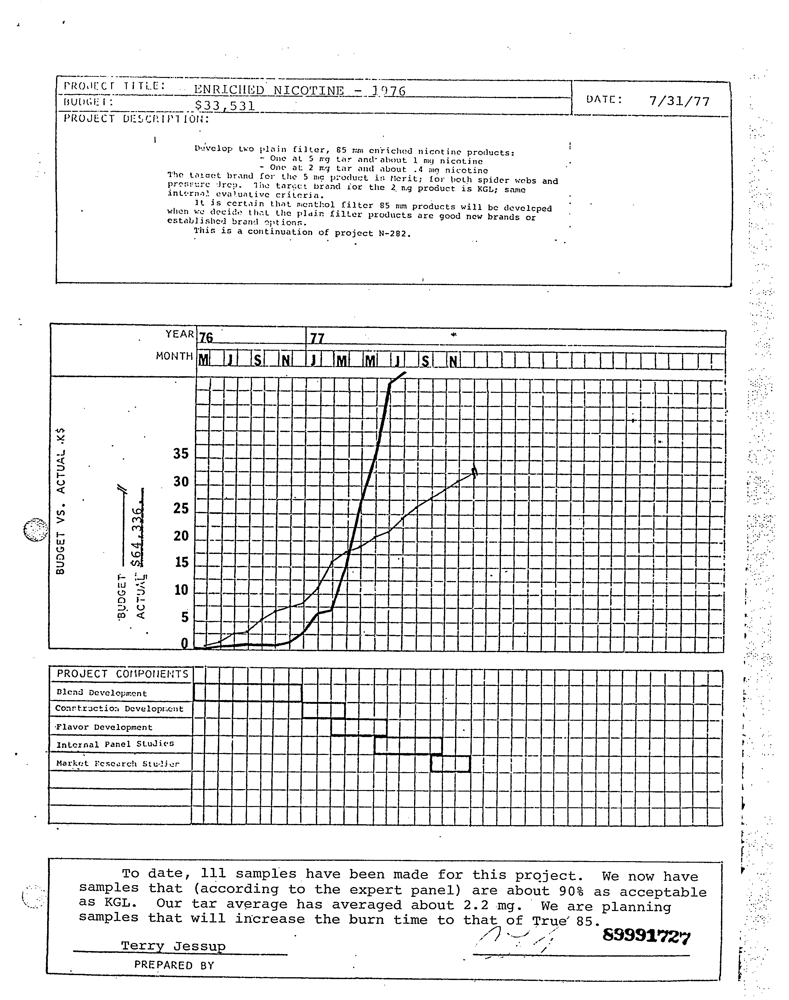 PROJECT TITLE: ENRICHED NICOTINE - 1976
BUDGET: $33,531
DATE: 7/31/77
PROJECT DESCRIPTION:
Develop two plain filter, 85 mm enriched nicotine products:
- One at 5 mg tar and about 1 mg nicotine
- One at 2 mg tar and about .4 mg nicotine
The target brand for the 5 mg product is Merit; for both spider webs and
pressure drop. The target brand for the 2 mg product is KGL; same
internal evaluative criteria.
It is certain that menthol filter 85 mm products will be developed
when we decide that the plain filter products are good new brands or
established brand options.
This is a continuation of project N-282.
YEAR 76 77 *
MONTH M J S N J M M J S N
BUDGET VS. ACTUAL K$
BUDGET
ACTUAL $64,336.
35
30
25
20
15
10
5
0
PROJECT COMPONENTS
Blend Development
Construction Development
Flavor Development
Internal Panel Studies
Market Research Studies
To date, 111 samples have been made for this project. We now have
samples that (according to the expert panel) are about 90% as acceptable
as KGL. Our tar average has averaged about 2.2 mg. We are planning
samples that will increase the burn time to that of True 85.
89991727
Terry Jessup
PREPARED BY